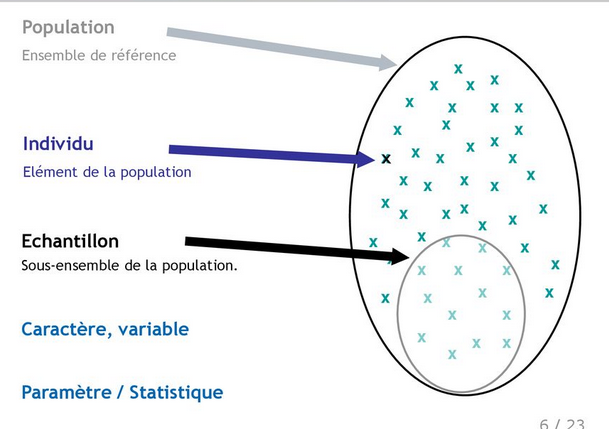 Population
Ensemble de référence
Individu
Elément de la population
Echantillon
Sous-ensemble de la population.
Caractère, variable
Paramètre / Statistique
6 / 23